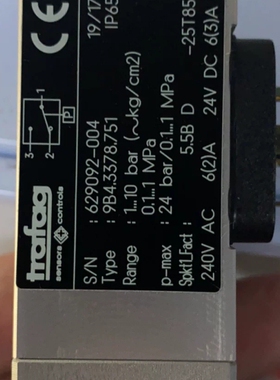 trafag
sensors & controls
S/N : 629092-004
Type : 9B4.3378.751
Range : 1...10 bar (~kg/cm2)
0.1...1 MPa
p-max : 24 bar/0.1...1 MPa
Spkt1_Fact : 5.5B D
240V AC 6(2)A 24V DC 6(3)A
-25T85
19/17
IP65
CE
3
2
1
P